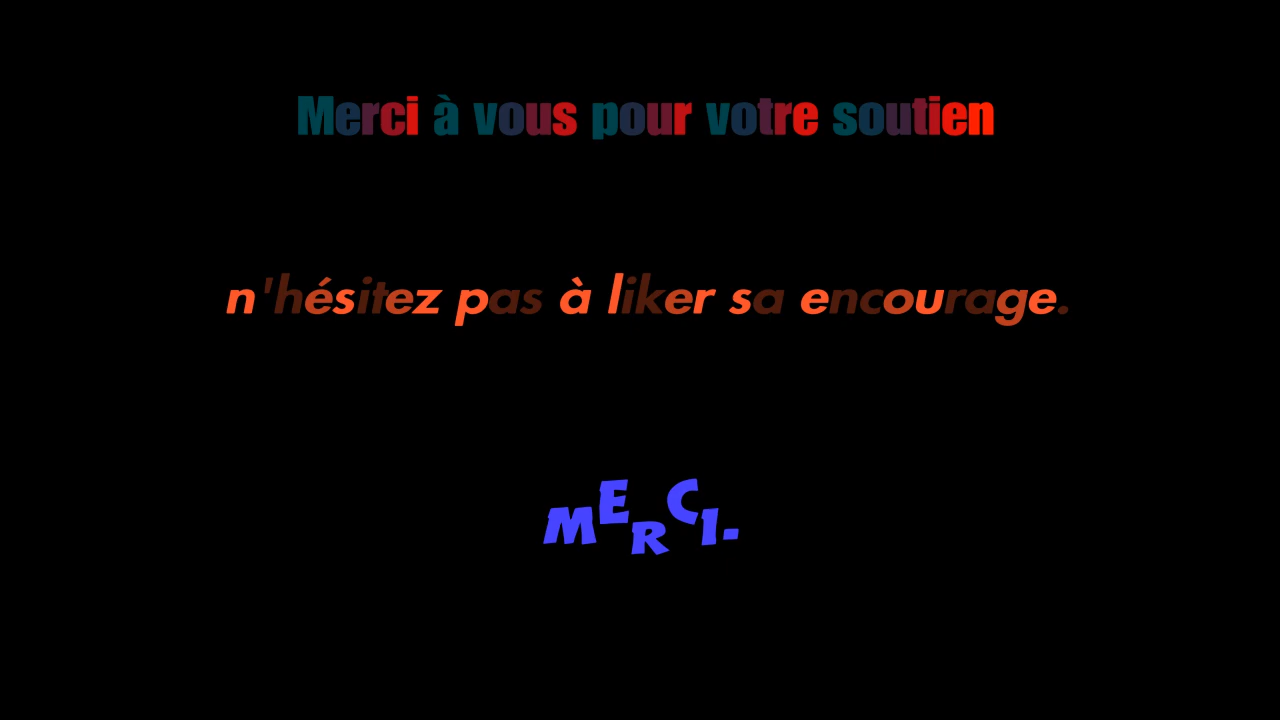 Merci à vous pour votre soutien
n'hésitez pas à liker sa encourage.
MERCI.